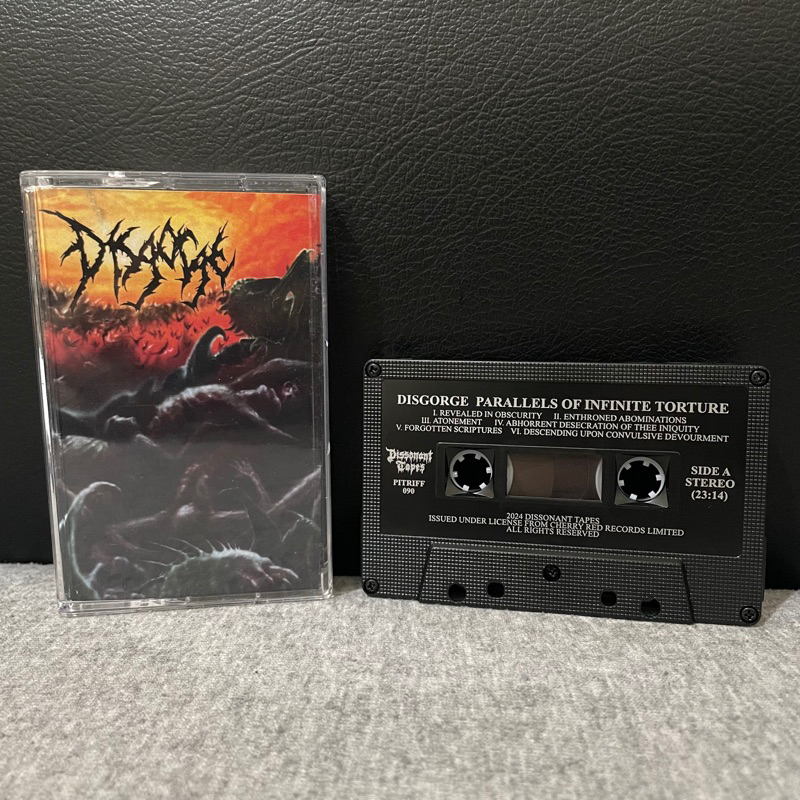 DISGORGE
DISGORGE PARALLELS OF INFINITE TORTURE
I. REVEALED IN OBSCURITY II. ENTHRONED ABOMINATIONS
III. ATONEMENT IV. ABHORRENT DESECRATION OF THEE INIQUITY
V. FORGOTTEN SCRIPTURES VI. DESCENDING UPON CONVULSIVE DEVOURMENT
Dissonant
Tapes
PITRIFF
090
SIDE A
STEREO
(23:14)
2024 DISSONANT TAPES
ISSUED UNDER LICENSE FROM CHERRY RED RECORDS LIMITED
ALL RIGHTS RESERVED